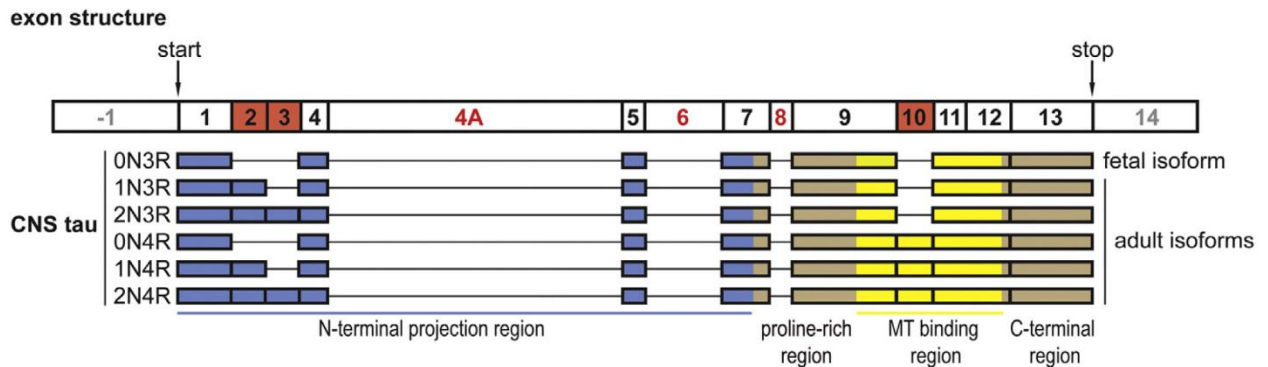 exon structure
start stop
-1 1 2 3 4 4A 5 6 7 8 9 10 11 12 13 14
0N3R fetal isoform
1N3R
2N3R
CNS tau
0N4R adult isoforms
1N4R
2N4R
N-terminal projection region
proline-rich region
MT binding region
C-terminal region